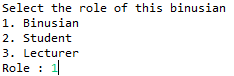 Select the role of this binusian
1. Binusian
2. Student
3. Lecturer
Role : 1